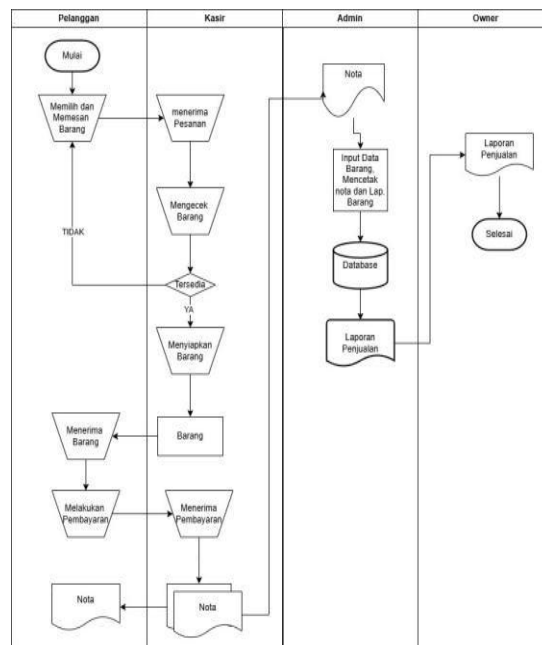 Pelanggan
Kasir
Admin
Owner
Mulai
Memilih dan
Memesan
Barang
menerima
Pesanan
Mengecek
Barang
TIDAK
Tersedia
YA
Menyiapkan
Barang
Barang
Menerima
Barang
Melakukan
Pembayaran
Menerima
Pembayaran
Nota
Nota
Nota
Input Data
Barang,
Mencetak
nota dan Lap.
Barang
Database
Laporan
Penjualan
Laporan
Penjualan
Selesai